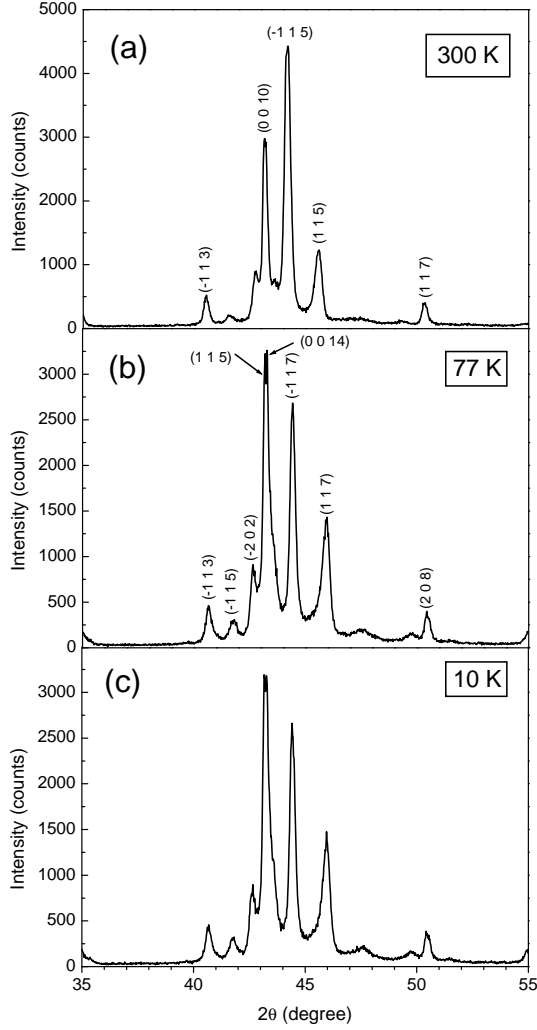 (a)
300 K
(-1 1 5)
(0 0 10)
(1 1 5)
(-1 1 3)
(1 1 7)
5000
4000
3000
2000
1000
0
Intensity (counts)
(b)
77 K
(1 1 5)
(0 0 14)
(-1 1 7)
(1 1 7)
(-2 0 2)
(-1 1 3)
(-1 1 5)
(2 0 8)
3000
2500
2000
1500
1000
500
0
Intensity (counts)
(c)
10 K
3000
2500
2000
1500
1000
500
0
Intensity (counts)
35 40 45 50 55
2θ (degree)